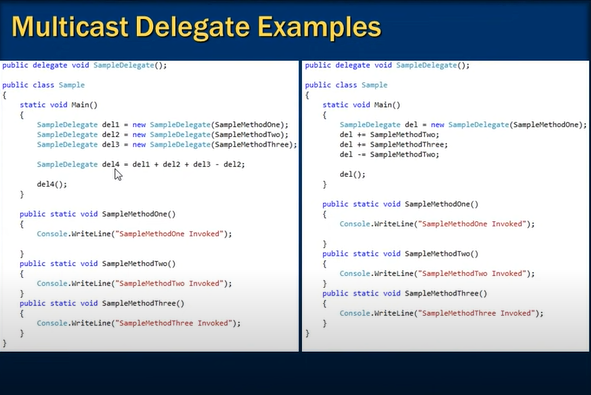 Multicast Delegate Examples
public delegate void SampleDelegate();
public class Sample
{
static void Main()
{
SampleDelegate del1 = new SampleDelegate(SampleMethodOne);
SampleDelegate del2 = new SampleDelegate(SampleMethodTwo);
SampleDelegate del3 = new SampleDelegate(SampleMethodThree);
SampleDelegate del4 = del1 + del2 + del3 - del2;
del4();
}
public static void SampleMethodOne()
{
Console.WriteLine("SampleMethodOne Invoked");
}
public static void SampleMethodTwo()
{
Console.WriteLine("SampleMethodTwo Invoked");
}
public static void SampleMethodThree()
{
Console.WriteLine("SampleMethodThree Invoked");
}
}
public delegate void SampleDelegate();
public class Sample
{
static void Main()
{
SampleDelegate del = new SampleDelegate(SampleMethodOne);
del += SampleMethodTwo;
del += SampleMethodThree;
del -= SampleMethodTwo;
del();
}
public static void SampleMethodOne()
{
Console.WriteLine("SampleMethodOne Invoked");
}
public static void SampleMethodTwo()
{
Console.WriteLine("SampleMethodTwo Invoked");
}
public static void SampleMethodThree()
{
Console.WriteLine("SampleMethodThree Invoked");
}
}